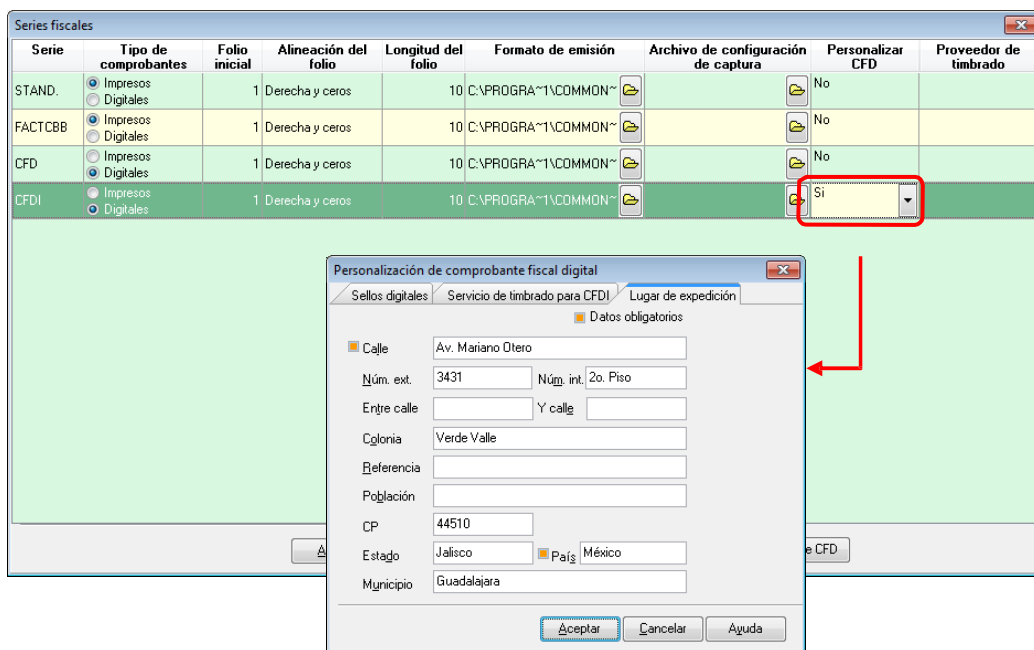 Series fiscales
Serie Tipo de comprobantes Folio inicial Alineación del folio Longitud del folio Formato de emisión Archivo de configuración de captura Personalizar CFD Proveedor de timbrado
STAND. Impresos Digitales 1 Derecha y ceros 10 C:\PROGRA~1\COMMON~ No
FACTCBB Impresos Digitales 1 Derecha y ceros 10 C:\PROGRA~1\COMMON~ No
CFD Impresos Digitales 1 Derecha y ceros 10 C:\PROGRA~1\COMMON~ No
CFDI Impresos Digitales 1 Derecha y ceros 10 C:\PROGRA~1\COMMON~ Si
Personalización de comprobante fiscal digital
Sellos digitales Servicio de timbrado para CFDI Lugar de expedición
Datos obligatorios
Calle Av. Mariano Otero
Núm. ext. 3431 Núm. int. 2o. Piso
Entre calle Y calle
Colonia Verde Valle
Referencia
Población
CP 44510
A e CFD
Estado Jalisco País México
Municipio Guadalajara
Aceptar Cancelar Ayuda